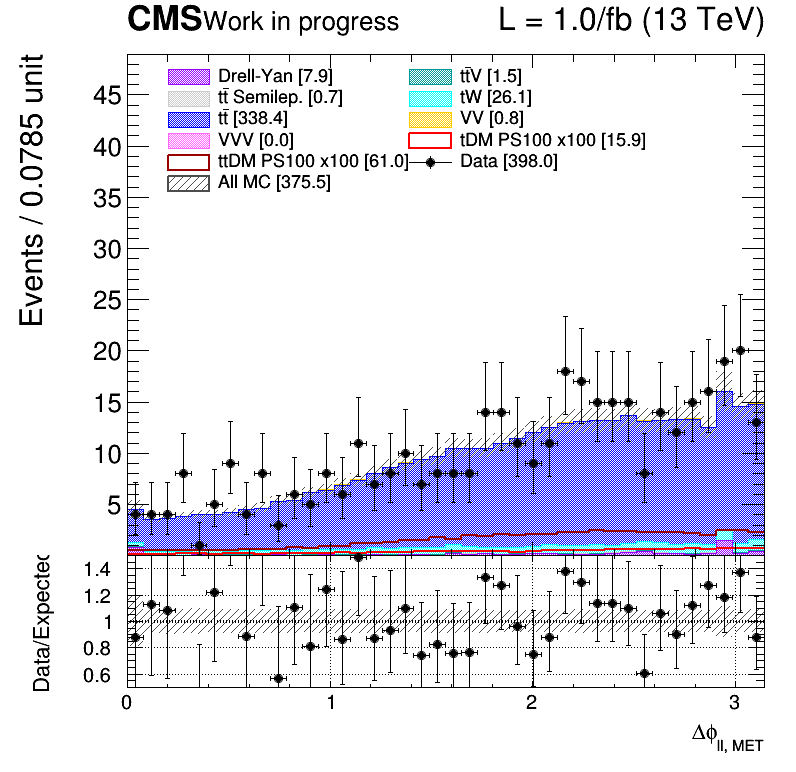 CMS Work in progress L = 1.0/fb (13 TeV)
Events / 0.0785 unit
Drell-Yan [7.9] tt̄V [1.5]
tt̄ Semilep. [0.7] tW [26.1]
tt̄ [338.4] VV [0.8]
VVV [0.0] tDM PS100 x100 [15.9]
ttDM PS100 x100 [61.0] Data [398.0]
All MC [375.5]
45
40
35
30
25
20
15
10
5
Data/Expected
1.4
1.2
1
0.8
0.6
0 1 2 3
Δϕll, MET